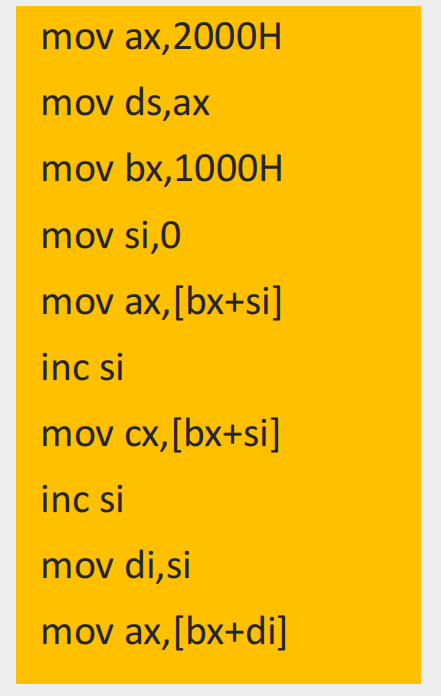 mov ax,2000H
mov ds,ax
mov bx,1000H
mov si,0
mov ax,[bx+si]
inc si
mov cx,[bx+si]
inc si
mov di,si
mov ax,[bx+di]